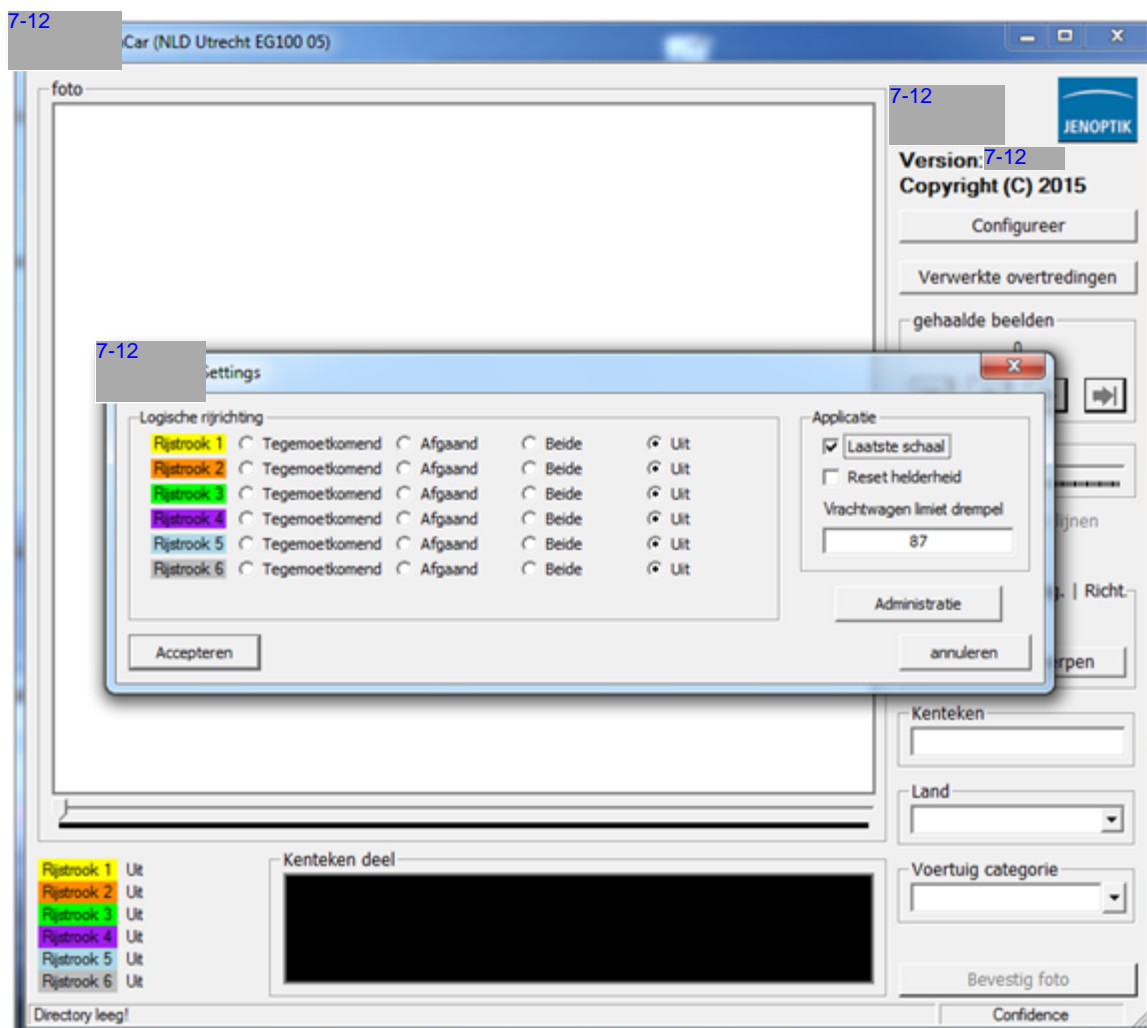 7-12
Car (NLD Utrecht EG100 05)
foto
7-12
JENOPTIK
Version: 7-12
Copyright (C) 2015
Configureer
Verwerkte overtredingen
gehaalde beelden
0
7-12
Settings
Logische rijrichting
Rijstrook 1 Tegemoetkomend Afgaand Beide Uit
Rijstrook 2 Tegemoetkomend Afgaand Beide Uit
Rijstrook 3 Tegemoetkomend Afgaand Beide Uit
Rijstrook 4 Tegemoetkomend Afgaand Beide Uit
Rijstrook 5 Tegemoetkomend Afgaand Beide Uit
Rijstrook 6 Tegemoetkomend Afgaand Beide Uit
Applicatie
Laatste schaal
Reset helderheid
Vrachtwagen limiet drempel
87
Administratie
Accepteren
annuleren
lijnen
. | Richt.
rpen
Kenteken
Land
Voertuig categorie
Bevestig foto
Rijstrook 1 Uit
Rijstrook 2 Uit
Rijstrook 3 Uit
Rijstrook 4 Uit
Rijstrook 5 Uit
Rijstrook 6 Uit
Kenteken deel
Directory leeg!
Confidence